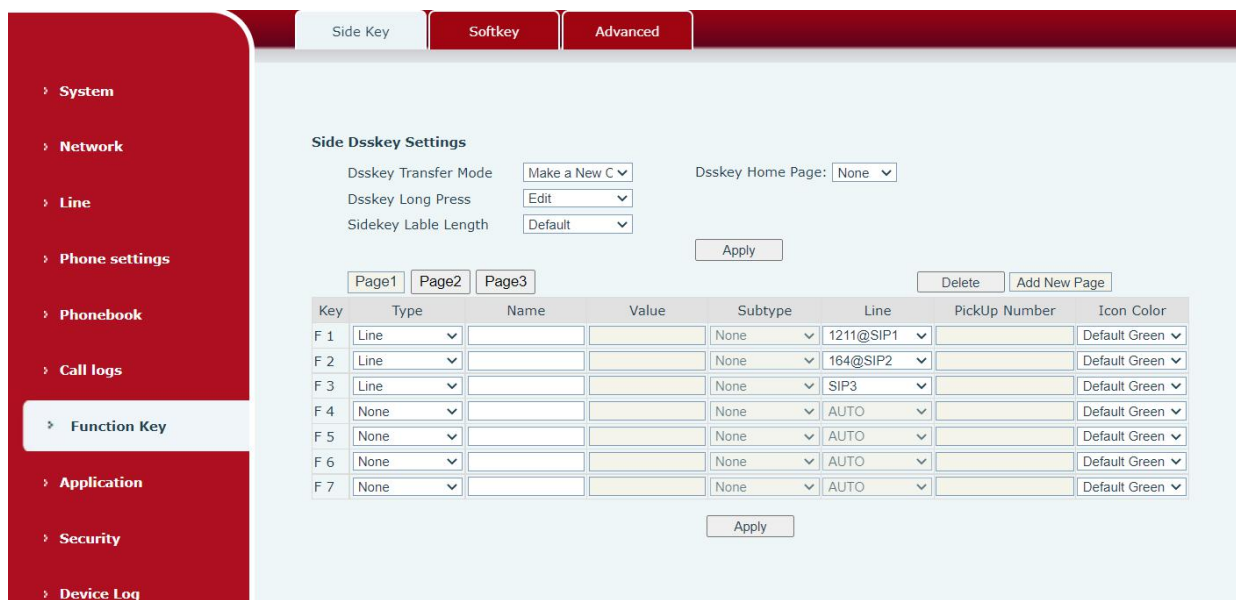 Side Key Softkey Advanced
System
Network
Line
Phone settings
Phonebook
Call logs
Function Key
Application
Security
Device Log
Side Dsskey Settings
Dsskey Transfer Mode Make a New C Dsskey Home Page: None
Dsskey Long Press Edit
Sidekey Lable Length Default
Apply
Page1 Page2 Page3 Delete Add New Page
Key Type Name Value Subtype Line PickUp Number Icon Color
F 1 Line None 1211@SIP1 Default Green
F 2 Line None 164@SIP2 Default Green
F 3 Line None SIP3 Default Green
F 4 None None AUTO Default Green
F 5 None None AUTO Default Green
F 6 None None AUTO Default Green
F 7 None None AUTO Default Green
Apply